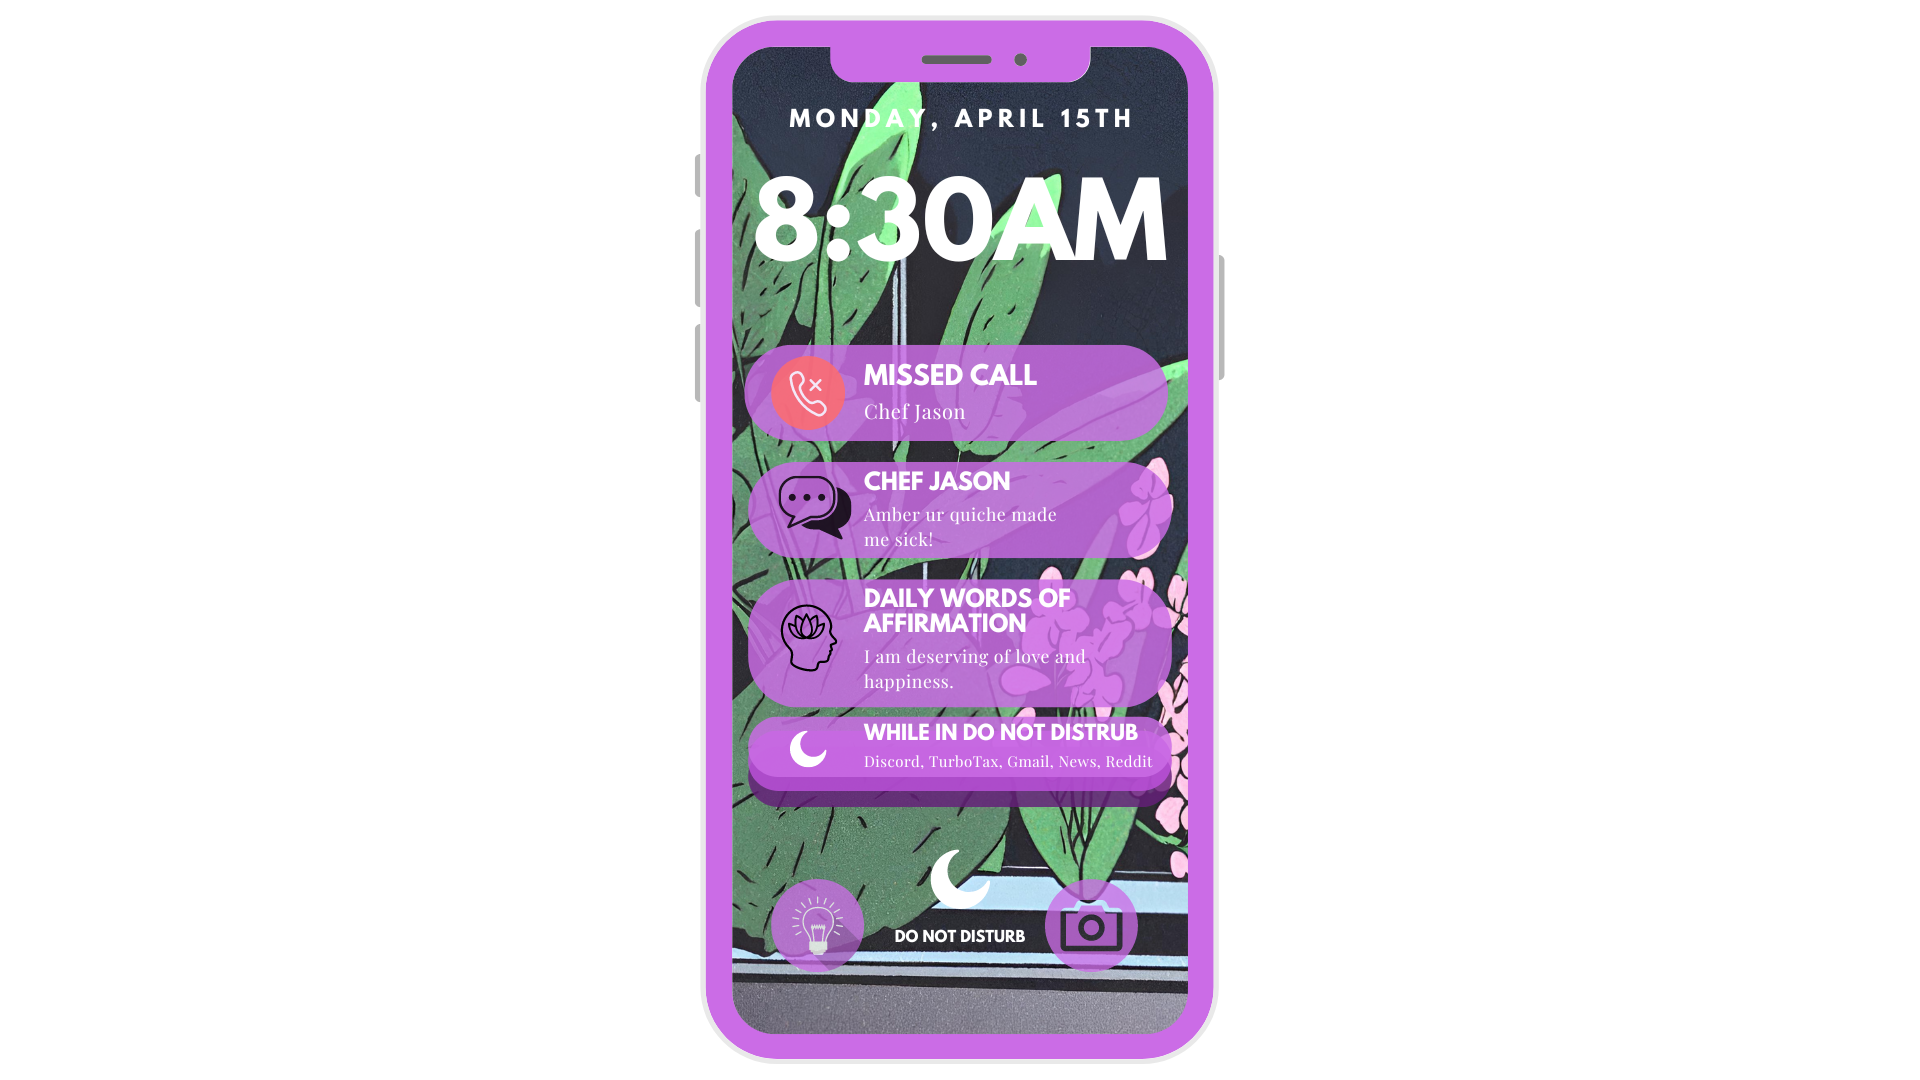 MONDAY, APRIL 15TH
8:30AM
MISSED CALL
Chef Jason
CHEF JASON
Amber ur quiche made
me sick!
DAILY WORDS OF
AFFIRMATION
I am deserving of love and
happiness.
WHILE IN DO NOT DISTRUB
Discord, TurboTax, Gmail, News, Reddit
DO NOT DISTURB